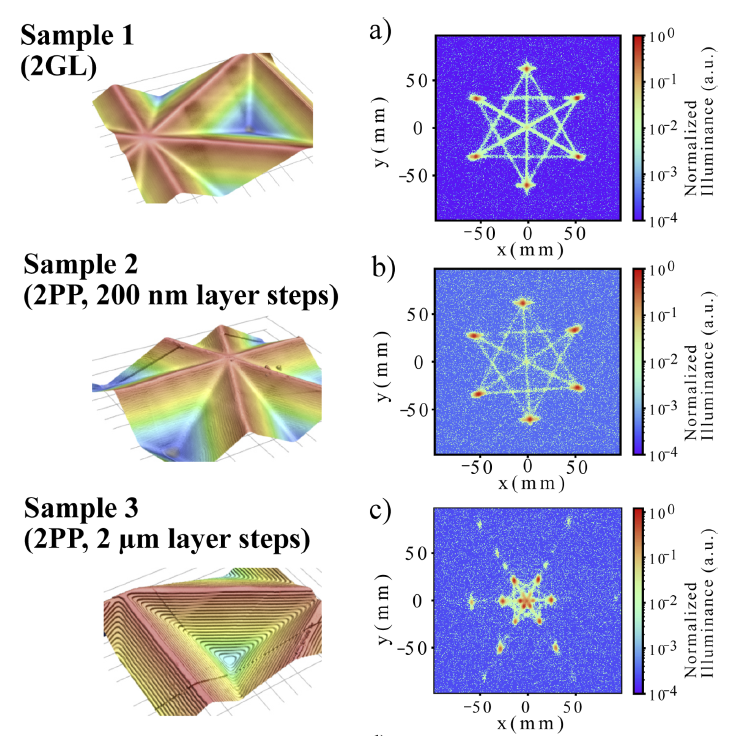 Sample 1
(2GL)
a)
50
0
−50
y (mm)
−50 0 50
x (mm)
10⁰
10⁻¹
10⁻²
10⁻³
10⁻⁴
Normalized
Illuminance (a.u.)
Sample 2
(2PP, 200 nm layer steps)
b)
50
0
−50
y (mm)
−50 0 50
x (mm)
10⁰
10⁻¹
10⁻²
10⁻³
10⁻⁴
Normalized
Illuminance (a.u.)
Sample 3
(2PP, 2 µm layer steps)
c)
50
0
−50
y (mm)
−50 0 50
x (mm)
10⁰
10⁻¹
10⁻²
10⁻³
10⁻⁴
Normalized
Illuminance (a.u.)